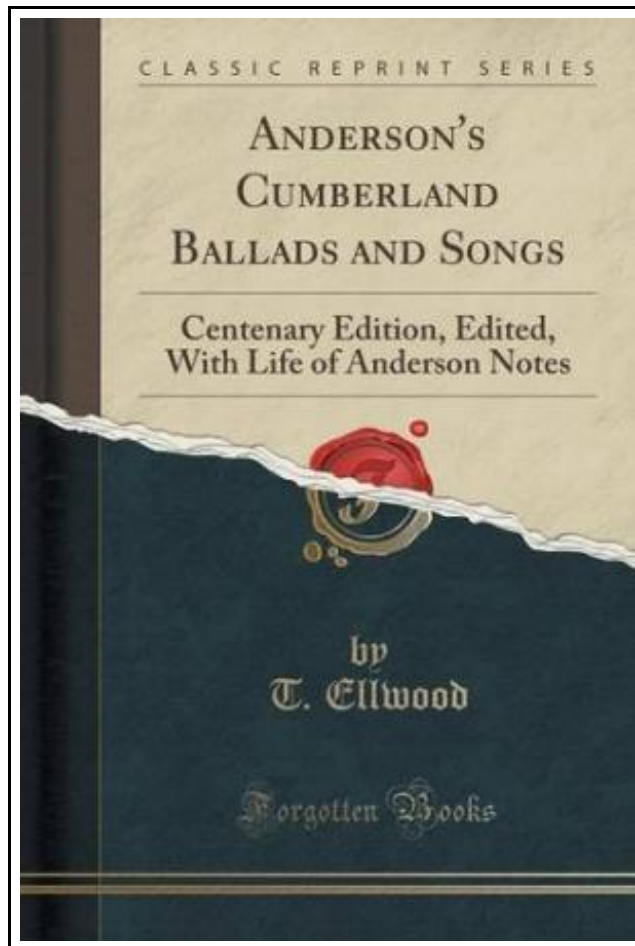 CLASSIC REPRINT SERIES
ANDERSON'S
CUMBERLAND
BALLADS AND SONGS
Centenary Edition, Edited,
With Life of Anderson Notes
by
T. Ellwood
Forgotten Books